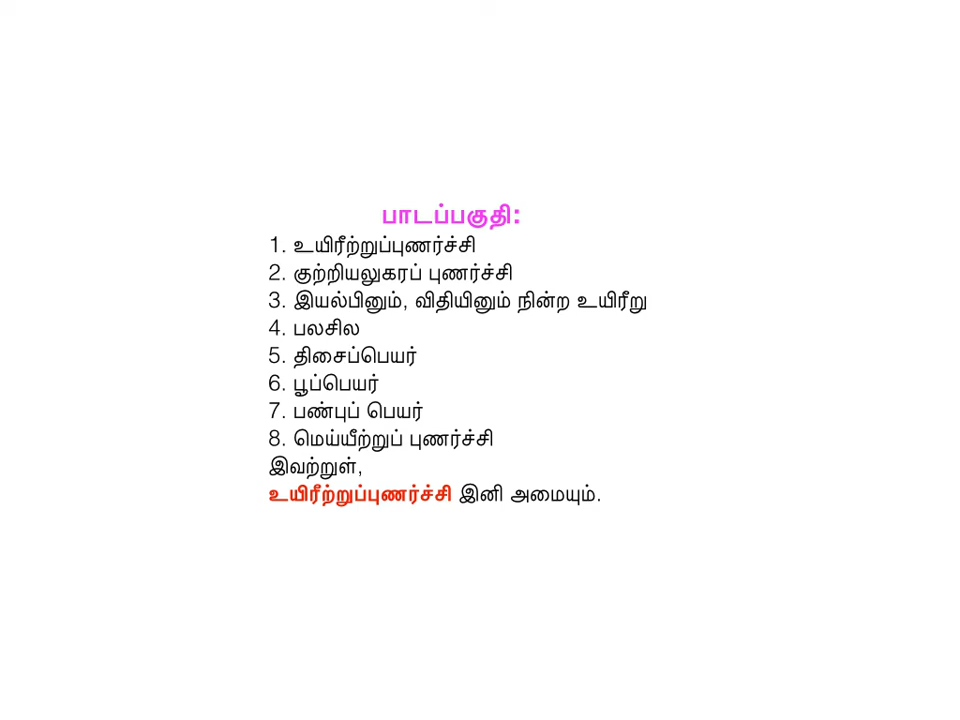 பாடப்பகுதி:
1. உயிரீற்றுப்புணர்ச்சி
2. குற்றியலுகரப் புணர்ச்சி
3. இயல்பினும், விதியினும் நின்ற உயிரீறு
4. பலசில
5. திசைப்பெயர்
6. பூப்பெயர்
7. பண்புப் பெயர்
8. மெய்யீற்றுப் புணர்ச்சி
இவற்றுள்,
உயிரீற்றுப்புணர்ச்சி இனி அமையும்.